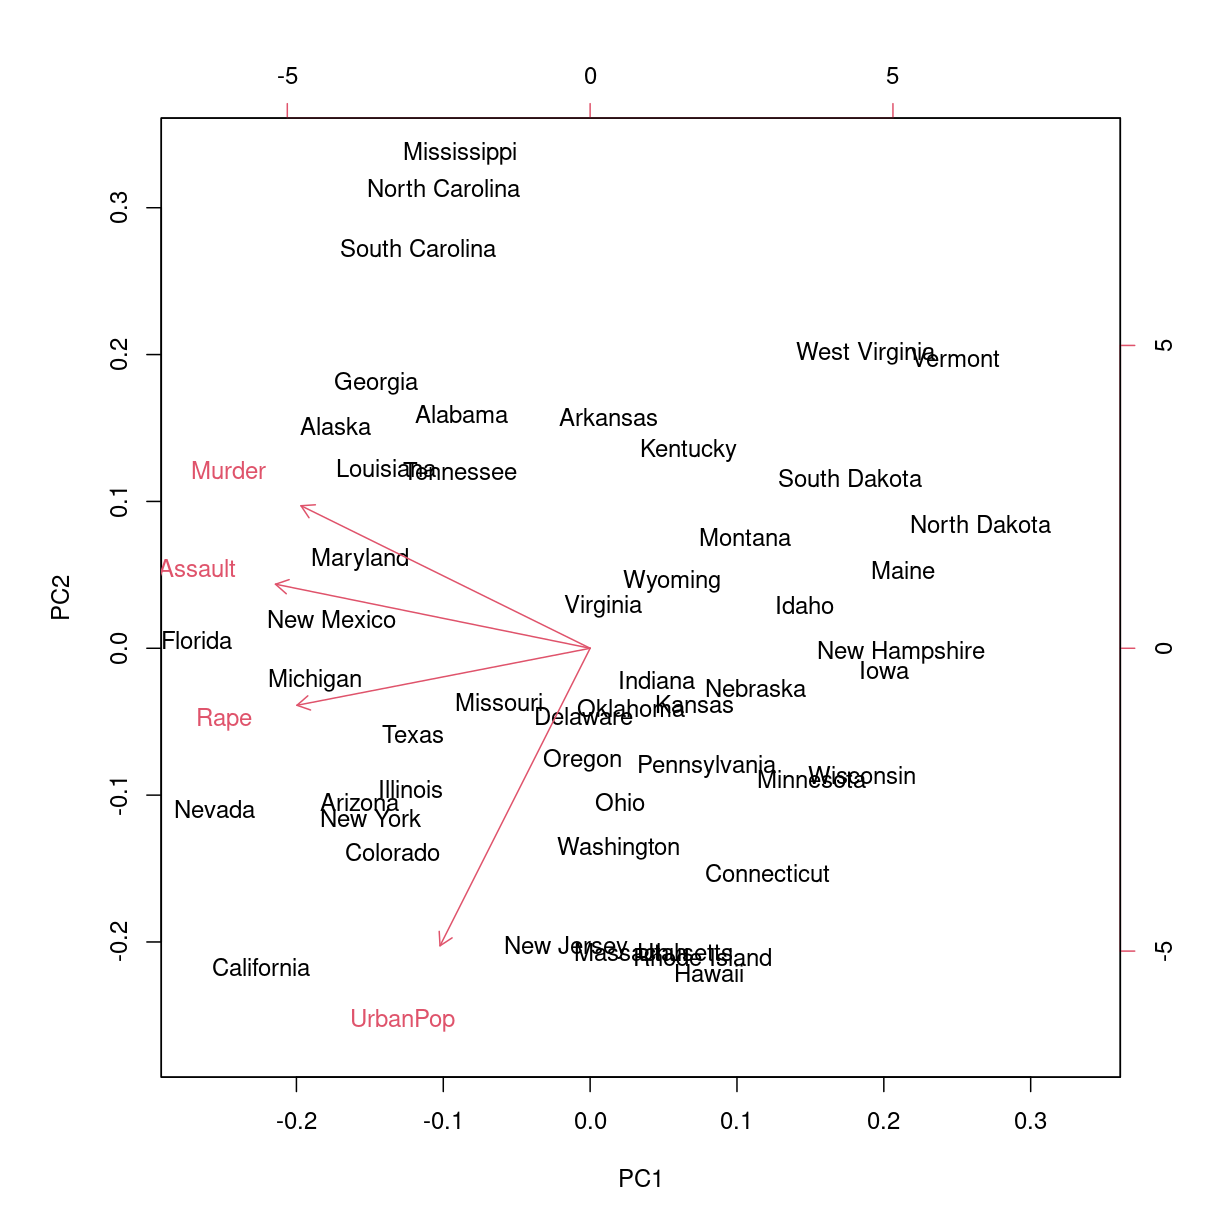 -5
0
5
Mississippi
North Carolina
0.3
South Carolina
5
0.2
West Virginia
Vermont
Georgia
Alabama
Arkansas
Alaska
Kentucky
Murder
Louisiana
Tennessee
South Dakota
0.1
North Dakota
Montana
Maryland
Assault
Maine
Wyoming
PC2
Virginia
Idaho
New Mexico
Florida
0.0
0
New Hampshire
Iowa
Michigan
Indiana
Nebraska
Missouri
Kansas
Oklahoma
Delaware
Rape
Texas
Oregon
Pennsylvania
Wisconsin
Minnesota
Illinois
-0.1
Arizona
Ohio
Nevada
New York
Washington
Colorado
Connecticut
-0.2
New Jersey
Massachusetts
Utah
Rhode Island
-5
California
Hawaii
UrbanPop
-0.2
-0.1
0.0
0.1
0.2
0.3
PC1